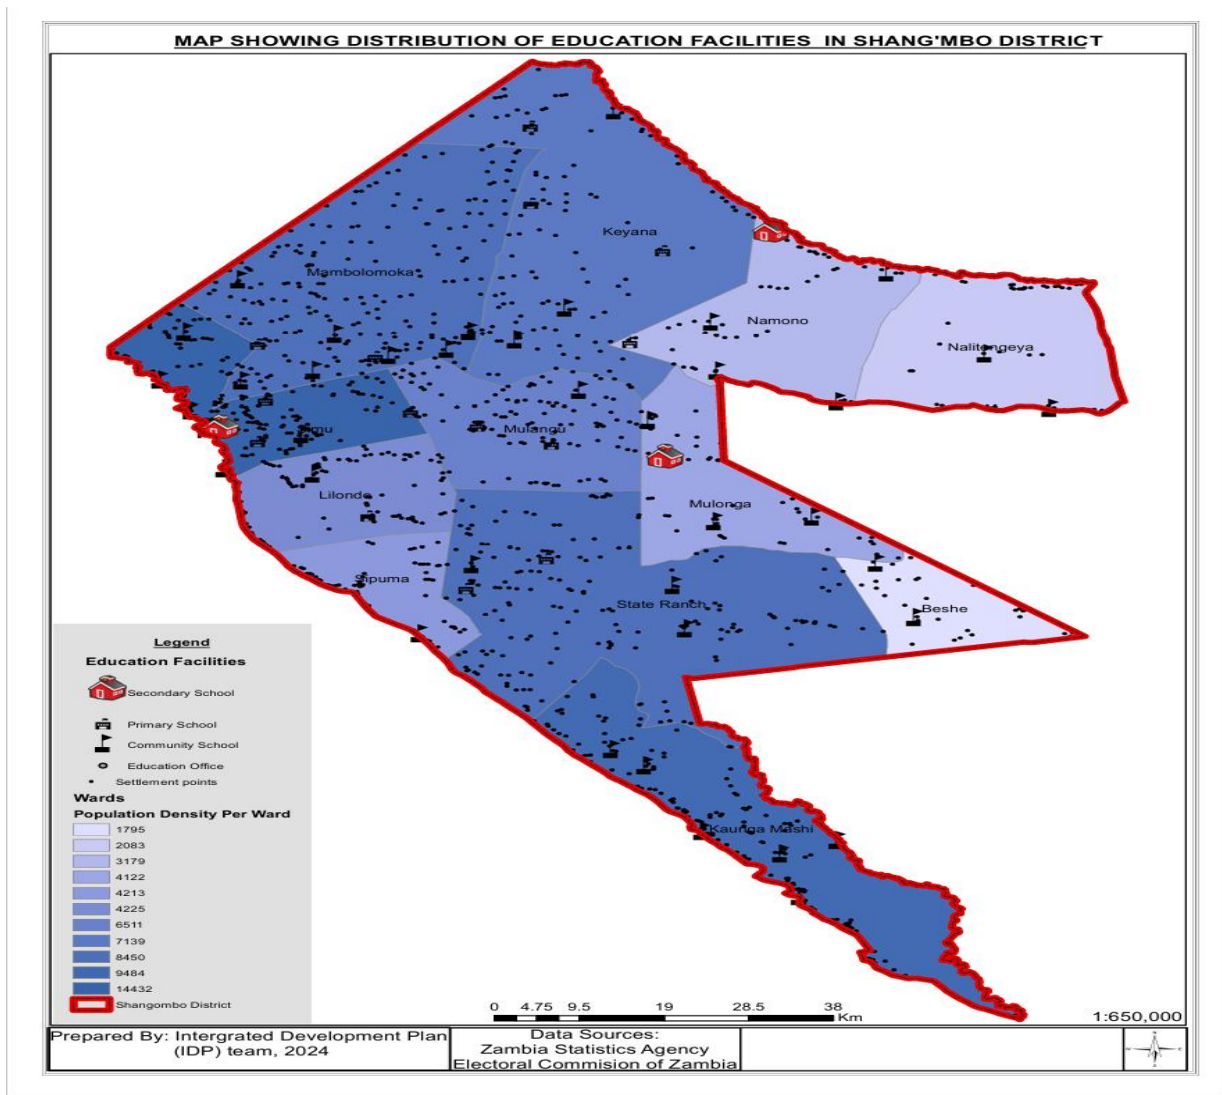 MAP SHOWING DISTRIBUTION OF EDUCATION FACILITIES IN SHANG'MBO DISTRICT
Keyana
Mambolomoka
Namono
Nalitengeya
Mulangu
Lilondo
Mulonga
Sipuma
State Ranch
Beshe
Kaunga Mashi
Legend
Education Facilities
Secondary School
Primary School
Community School
Education Office
Settlement points
Wards
Population Density Per Ward
1795
2083
3179
4122
4213
4225
6511
7139
8450
9484
14432
Shangombo District
0 4.75 9.5 19 28.5 38
Km
1:650,000
Prepared By: Intergrated Development Plan
(IDP) team, 2024
Data Sources:
Zambia Statistics Agency
Electoral Commision of Zambia